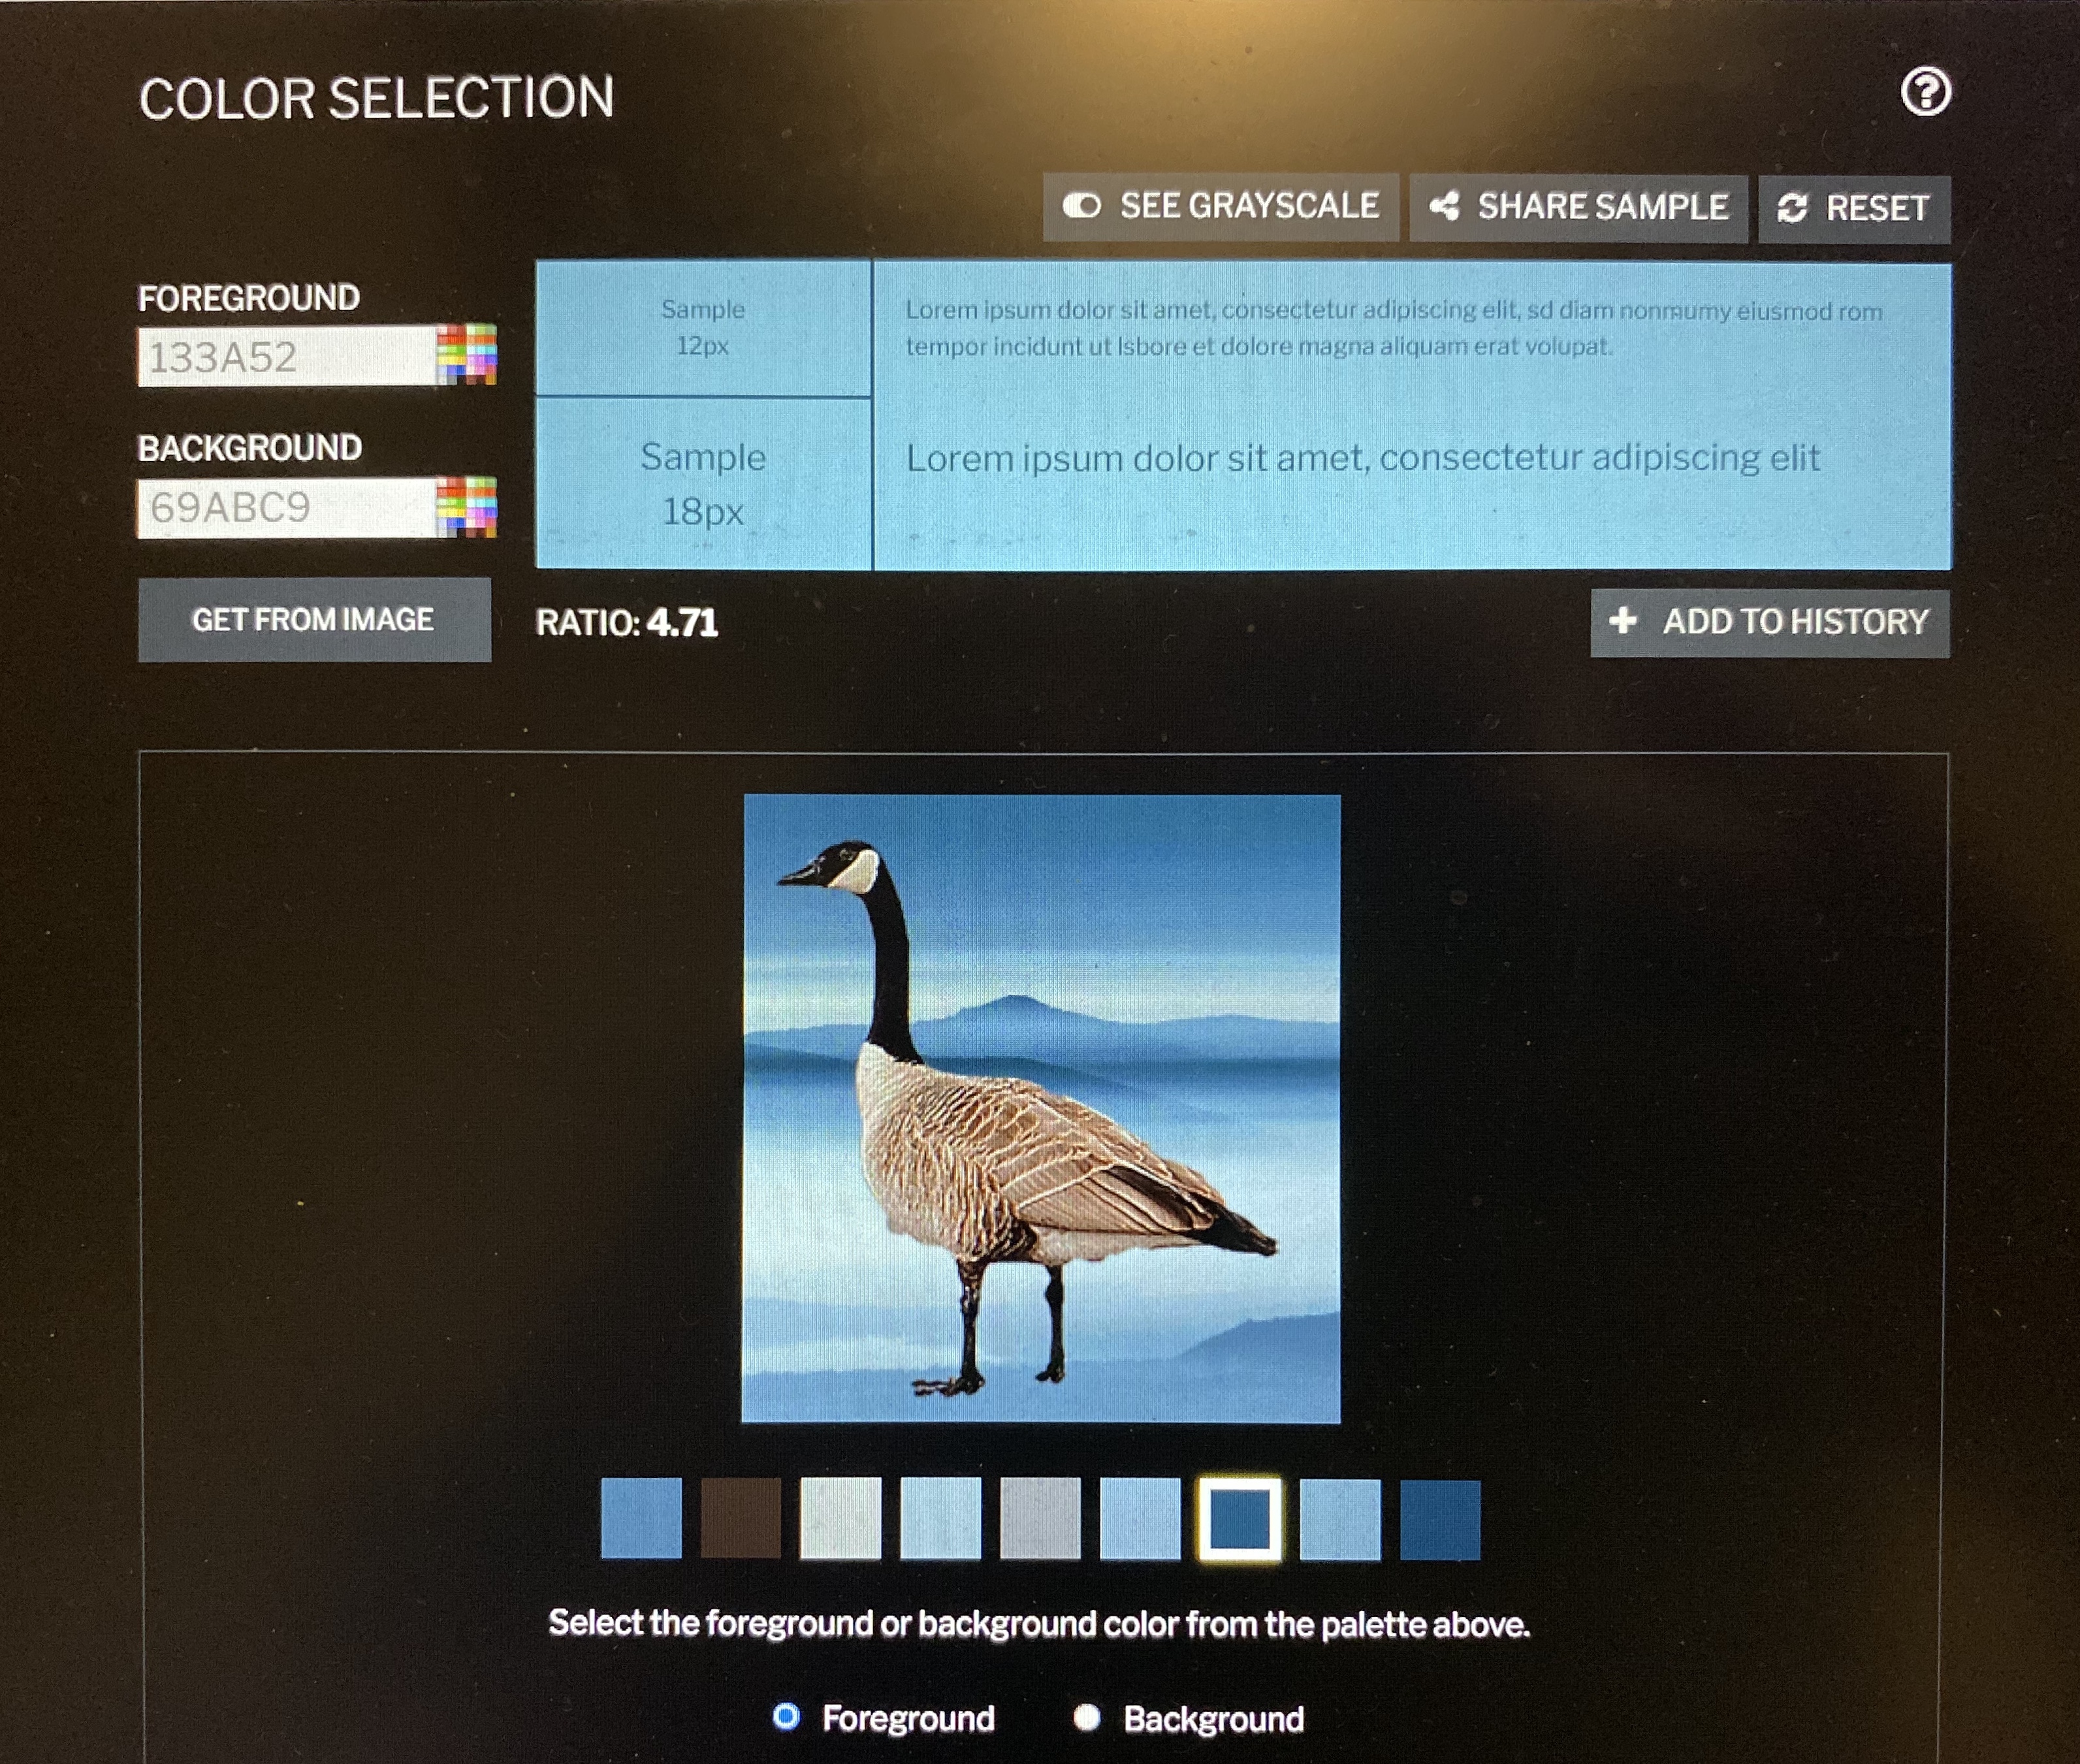 COLOR SELECTION
?
SEE GRAYSCALE
SHARE SAMPLE
RESET
FOREGROUND
133A52
BACKGROUND
69ABC9
GET FROM IMAGE
Sample
12px
Lorem ipsum dolor sit amet, consectetur adipiscing elit, sd diam nonmumy eiusmod rom
tempor incidunt ut lsbore et dolore magna aliquam erat volupat.
Sample
18px
Lorem ipsum dolor sit amet, consectetur adipiscing elit
RATIO: 4.71
+ ADD TO HISTORY
Select the foreground or background color from the palette above.
Foreground
Background